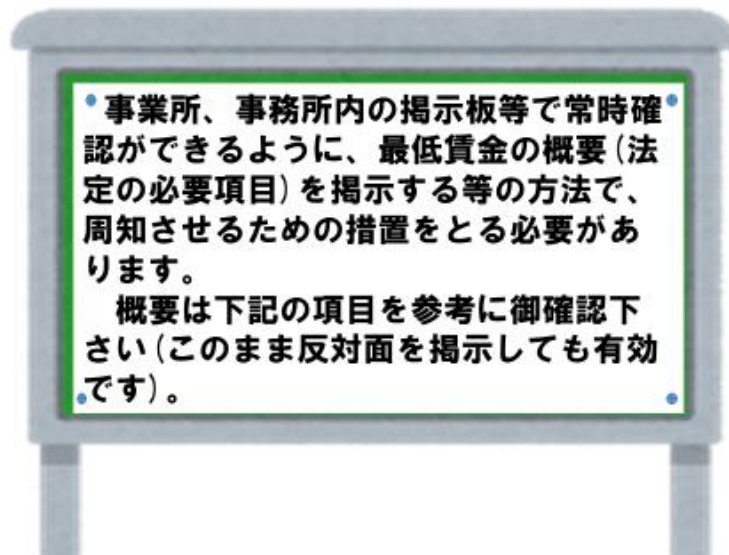 事業所、事務所内の掲示板等で常時確
認ができるように、最低賃金の概要(法
定の必要項目)を掲示する等の方法で、
周知させるための措置をとる必要があ
ります。
　概要は下記の項目を参考に御確認下
さい(このまま反対面を掲示しても有効
です)。